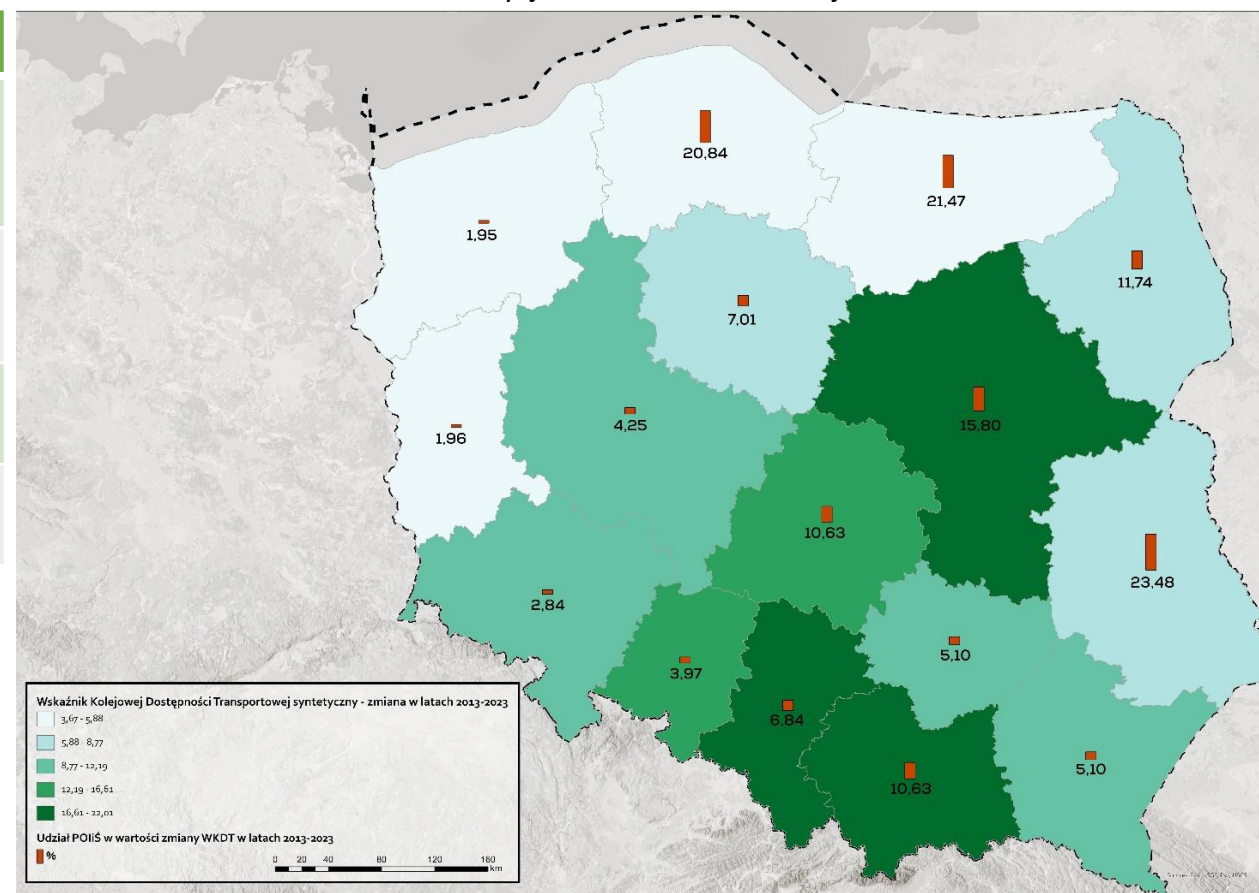 20,84
21,47
1,95
11,74
7,01
4,25
15,80
1,96
10,63
23,48
2,84
5,10
3,97
6,84
10,63
5,10
Wskaźnik Kolejowej Dostępności Transportowej syntetyczny - zmiana w latach 2013-2023
3,67 - 5,88
5,88 - 8,77
8,77 - 12,19
12,19 - 16,61
16,61 - 22,01
Udział POIiŚ w wartości zmiany WKDT w latach 2013-2023
%
0 20 40 80 120 160
km